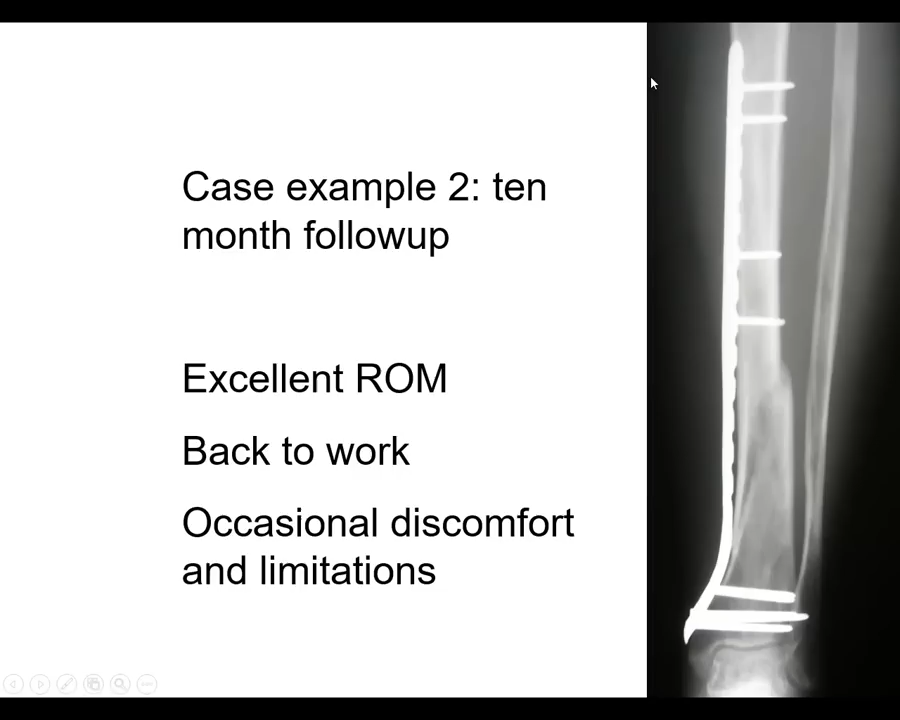 Case example 2: ten
month followup
Excellent ROM
Back to work
Occasional discomfort
and limitations